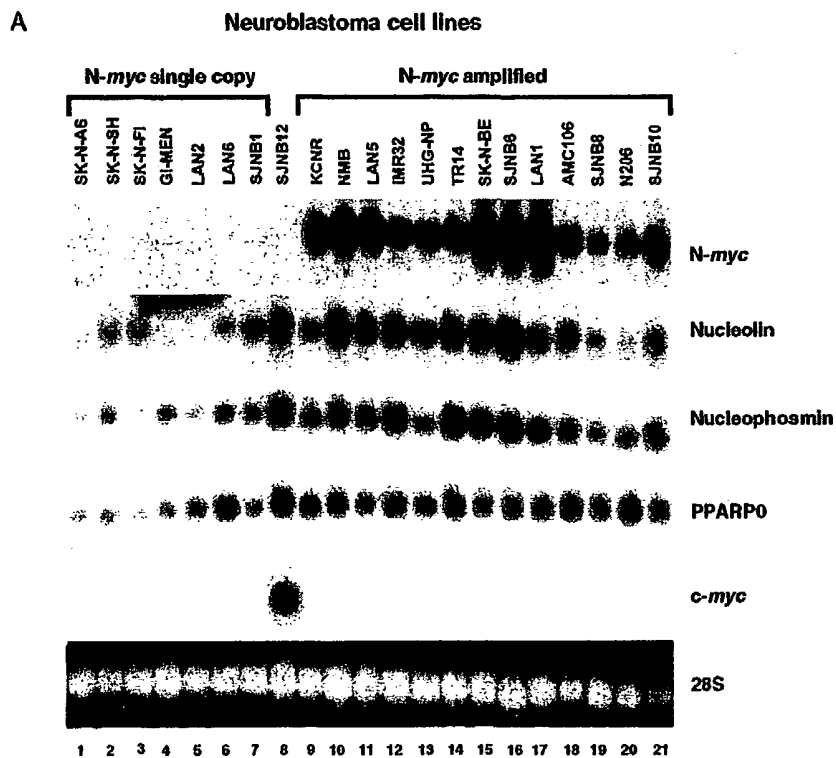 A
Neuroblastoma cell lines
N-myc single copy
N-myc amplified
SK-N-AS
SK-N-SH
SK-N-FI
GI-MEN
LAN2
LAN6
SJNB1
SJNB12
KCNR
NMB
LAN5
IMR32
UHG-NP
TR14
SK-N-BE
SJNB6
LAN1
AMC106
SJNB8
N206
SJNB10
N-myc
Nucleolin
Nucleophosmin
PPARP0
c-myc
28S
1 2 3 4 5 6 7 8 9 10 11 12 13 14 15 16 17 18 19 20 21